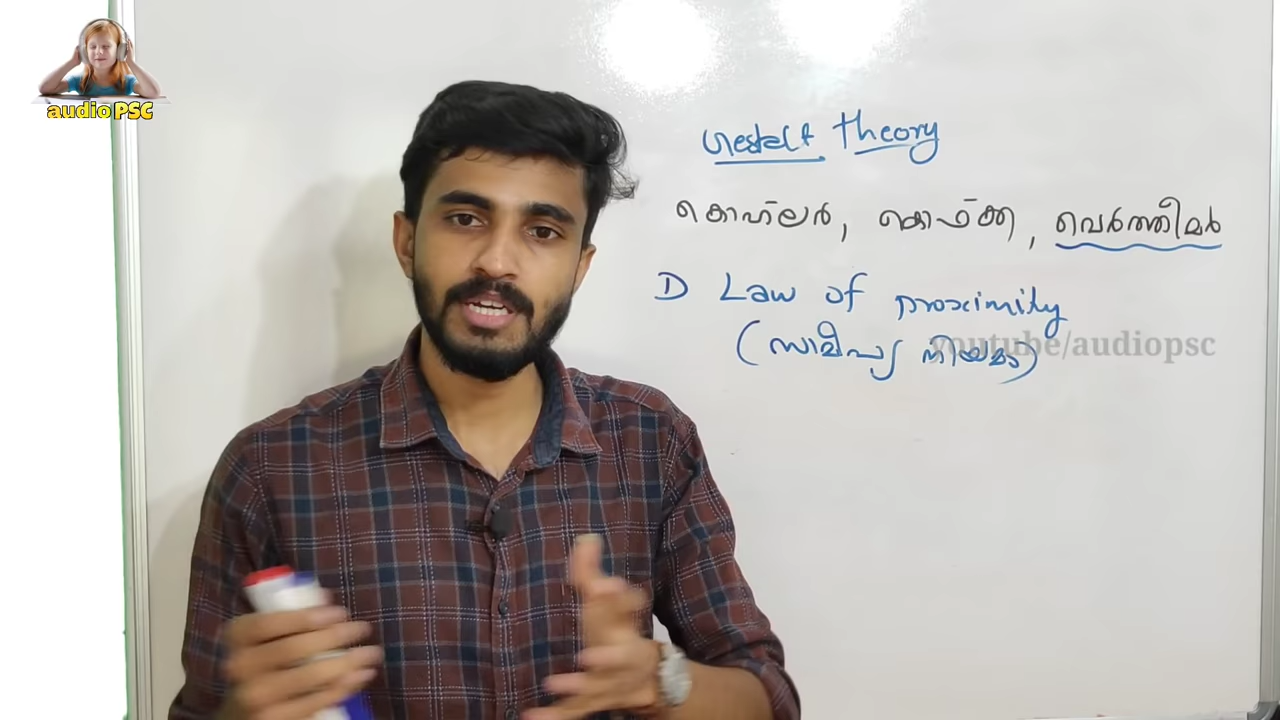 audio PSC
Gestalt Theory
കൊഹ്ലർ, കൊഫ്ക്ക, വെർത്തീമർ
1) Law of proximity
(സാമീപ്യ നിയമം)
youtube/audiopsc